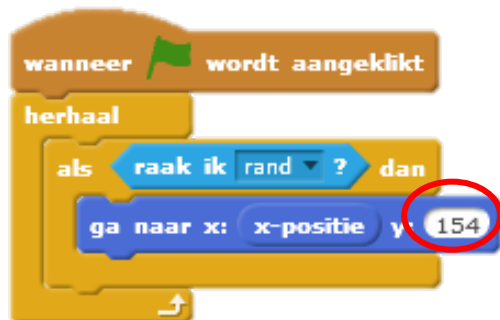 wanneer wordt aangeklikt
herhaal
als raak ik rand ? dan
ga naar x: x-positie y: 154